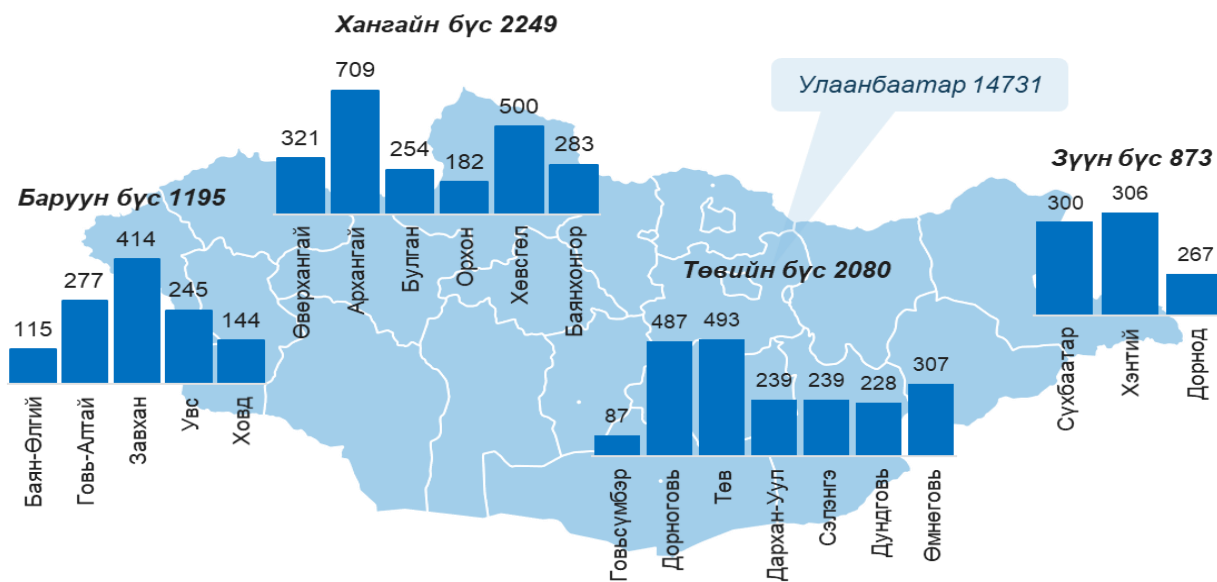 Хангайн бүс 2249
709
500
321
254
283
182
Өвөрхангай
Архангай
Булган
Орхон
Хөвсгөл
Баянхонгор
Улаанбаатар 14731
Зүүн бүс 873
300
306
267
Сүхбаатар
Хэнтий
Дорнод
Баруун бүс 1195
115
277
414
245
144
Баян-Өлгий
Говь-Алтай
Завхан
Увс
Ховд
Төвийн бүс 2080
87
487
493
239
239
228
307
Говьсүмбэр
Дорноговь
Төв
Дархан-Уул
Сэлэнгэ
Дундговь
Өмнөговь